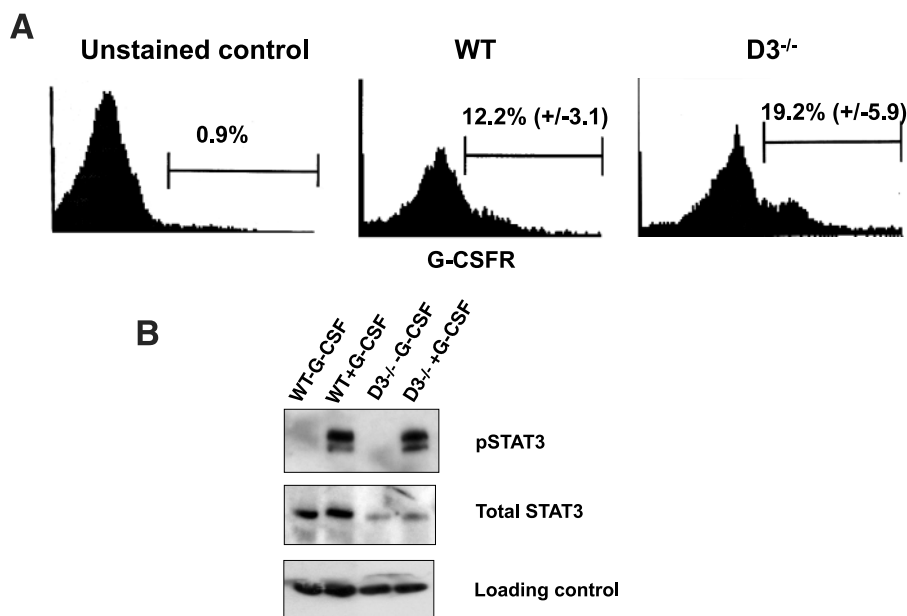 A
Unstained control
WT
D3-/-
0.9%
12.2% (+/-3.1)
19.2% (+/-5.9)
G-CSFR
B
WT-G-CSF
WT+G-CSF
D3-/- -G-CSF
D3-/- +G-CSF
pSTAT3
Total STAT3
Loading control